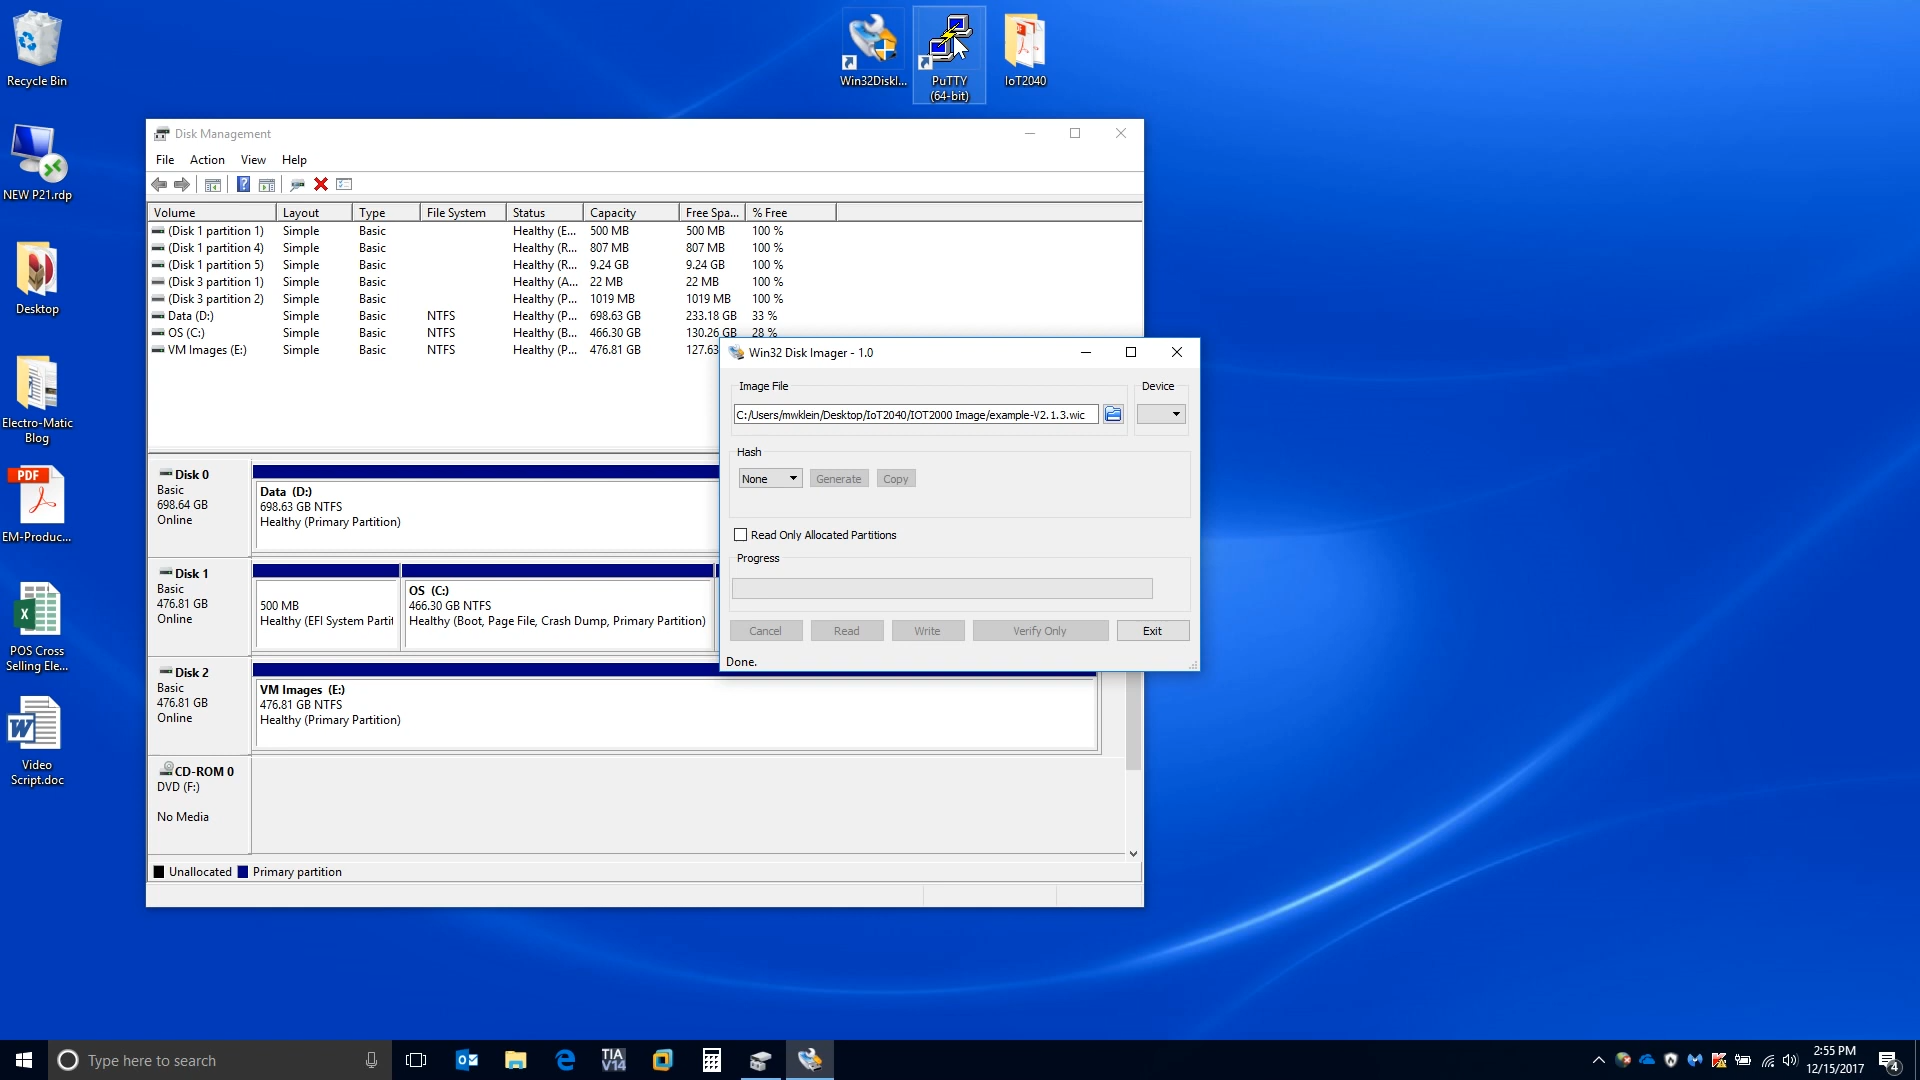 Recycle Bin
NEW P21.rdp
Desktop
Electro-Matic
Blog
PDF
EM-Produc...
POS Cross
Selling Ele...
Video
Script.doc
Win32DiskI...
PuTTY
(64-bit)
IoT2040
Disk Management
File Action View Help
Volume Layout Type File System Status Capacity Free Spa... % Free
(Disk 1 partition 1) Simple Basic Healthy (E... 500 MB 500 MB 100 %
(Disk 1 partition 4) Simple Basic Healthy (R... 807 MB 807 MB 100 %
(Disk 1 partition 5) Simple Basic Healthy (R... 9.24 GB 9.24 GB 100 %
(Disk 3 partition 1) Simple Basic Healthy (A... 22 MB 22 MB 100 %
(Disk 3 partition 2) Simple Basic Healthy (P... 1019 MB 1019 MB 100 %
Data (D:) Simple Basic NTFS Healthy (P... 698.63 GB 233.18 GB 33 %
OS (C:) Simple Basic NTFS Healthy (B... 466.30 GB 130.26 GB 28 %
VM Images (E:) Simple Basic NTFS Healthy (P... 476.81 GB 127.63
Disk 0
Basic
698.64 GB
Online
Data (D:)
698.63 GB NTFS
Healthy (Primary Partition)
Disk 1
Basic
476.81 GB
Online
500 MB
Healthy (EFI System Partit
OS (C:)
466.30 GB NTFS
Healthy (Boot, Page File, Crash Dump, Primary Partition)
Disk 2
Basic
476.81 GB
Online
VM Images (E:)
476.81 GB NTFS
Healthy (Primary Partition)
CD-ROM 0
DVD (F:)
No Media
Unallocated Primary partition
Win32 Disk Imager - 1.0
Image File Device
C:/Users/mwklein/Desktop/IoT2040/IOT2000 Image/example-V2.1.3.wic
Hash
None Generate Copy
Read Only Allocated Partitions
Progress
Cancel Read Write Verify Only Exit
Done.
Type here to search
TIA
V14
2:55 PM
12/15/2017
4